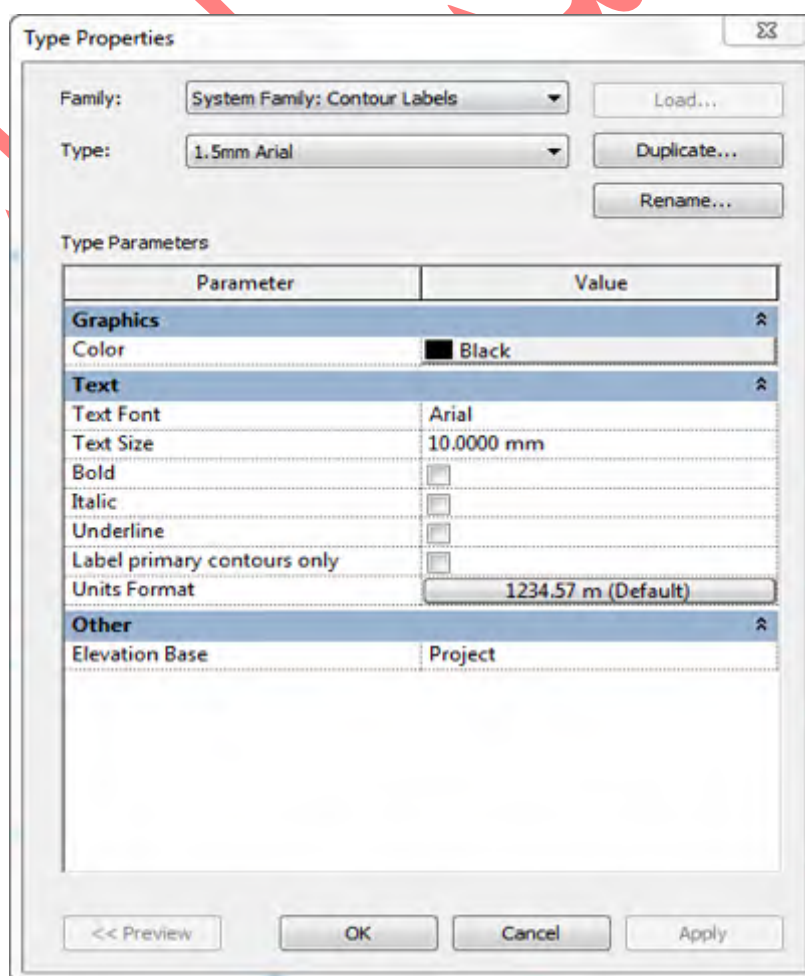 Type Properties
Family: System Family: Contour Labels Load...
Type: 1.5mm Arial Duplicate...
Rename...
Type Parameters
Parameter Value
Graphics
Color Black
Text
Text Font Arial
Text Size 10.0000 mm
Bold
Italic
Underline
Label primary contours only
Units Format 1234.57 m (Default)
Other
Elevation Base Project
<< Preview OK Cancel Apply